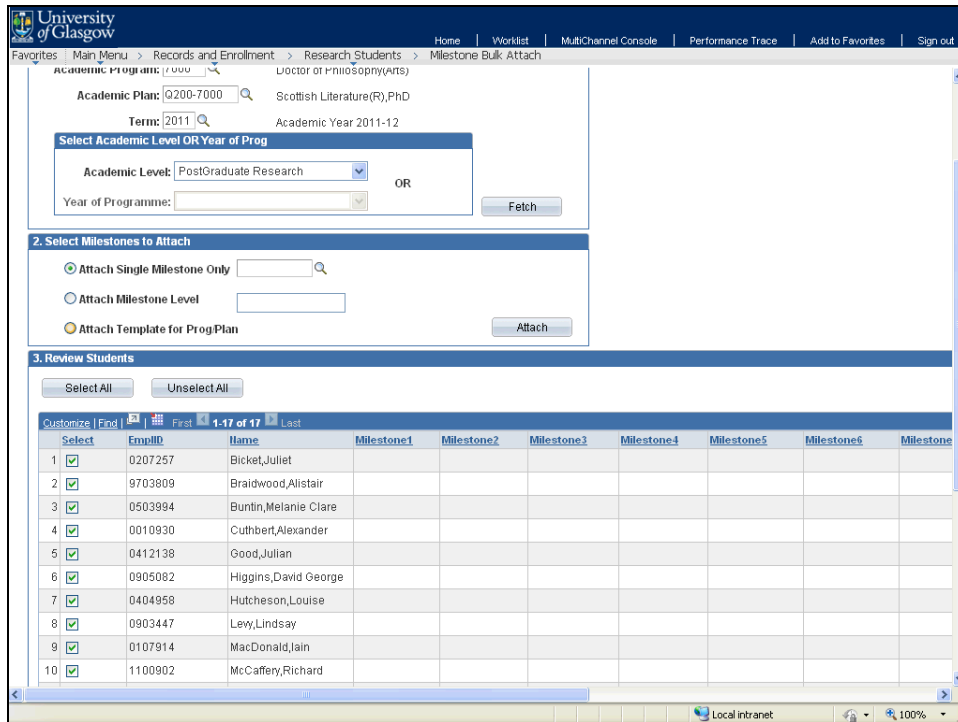 University
of Glasgow
Home | Worklist | MultiChannel Console | Performance Trace | Add to Favorites | Sign out
Favorites Main Menu > Records and Enrollment > Research Students > Milestone Bulk Attach
Academic Program: 7000 Doctor of Philosophy(Arts)
Academic Plan: Q200-7000 Scottish Literature(R),PhD
Term: 2011 Academic Year 2011-12
Select Academic Level OR Year of Prog
Academic Level: PostGraduate Research
OR
Year of Programme:
Fetch
2. Select Milestones to Attach
Attach Single Milestone Only
Attach Milestone Level
Attach Template for Prog/Plan Attach
3. Review Students
Select All Unselect All
Customize | Find | First 1-17 of 17 Last
Select EmplID Name Milestone1 Milestone2 Milestone3 Milestone4 Milestone5 Milestone6 Milestone
1 0207257 Bicket,Juliet
2 9703809 Braidwood,Alistair
3 0503994 Buntin,Melanie Clare
4 0010930 Cuthbert,Alexander
5 0412138 Good,Julian
6 0905082 Higgins,David George
7 0404958 Hutcheson,Louise
8 0903447 Levy,Lindsay
9 0107914 MacDonald,Iain
10 1100902 McCaffery,Richard
Local intranet 100%